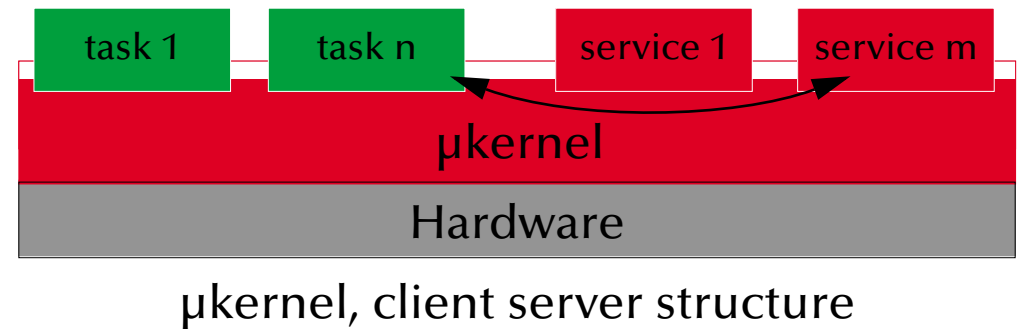 task 1 task n service 1 service m
µkernel
Hardware
µkernel, client server structure